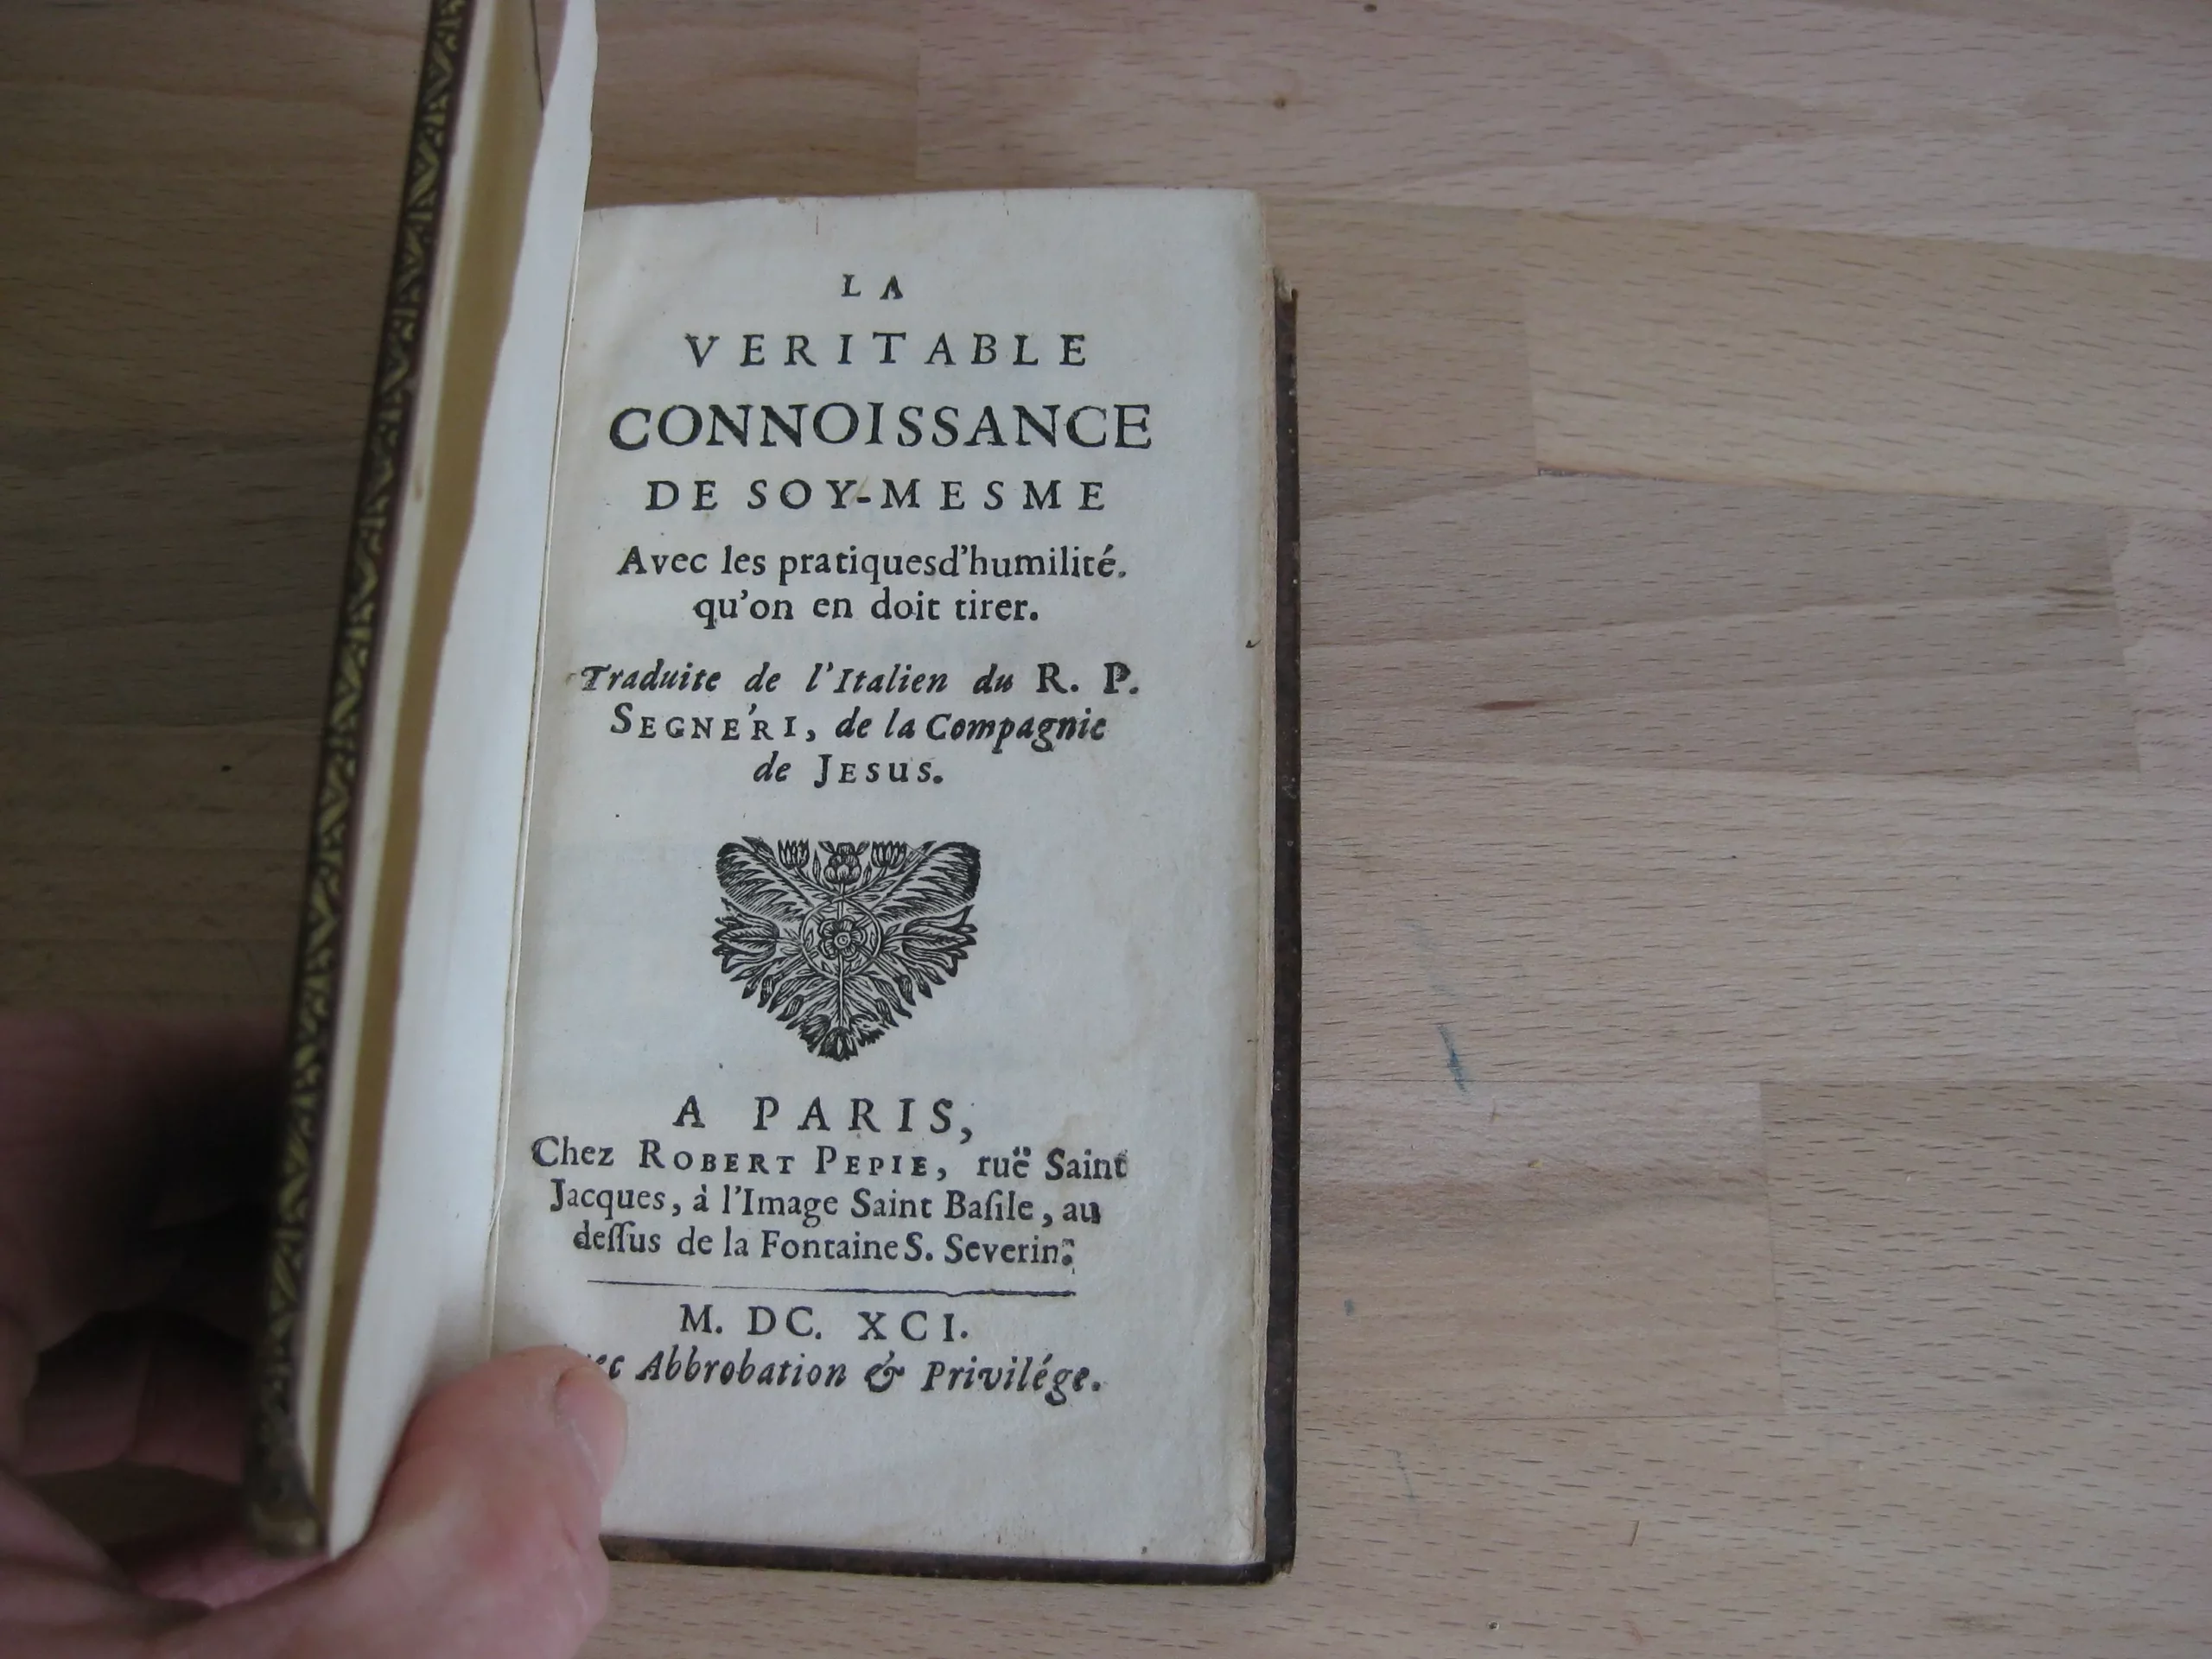 LA
VERITABLE
CONNOISSANCE
DE SOY-MESME
Avec les pratiquesd'humilité.
qu'on en doit tirer.
Traduite de l'Italien du R. P.
SEGNE'RI, de la Compagnie
de JESUS.
A PARIS,
Chez ROBERT PEPIE, ruë Saint
Jacques, à l'Image Saint Baſile, au
deſſus de la Fontaine S. Severin.
M. DC. XCI.
Abbrobation & Privilége.